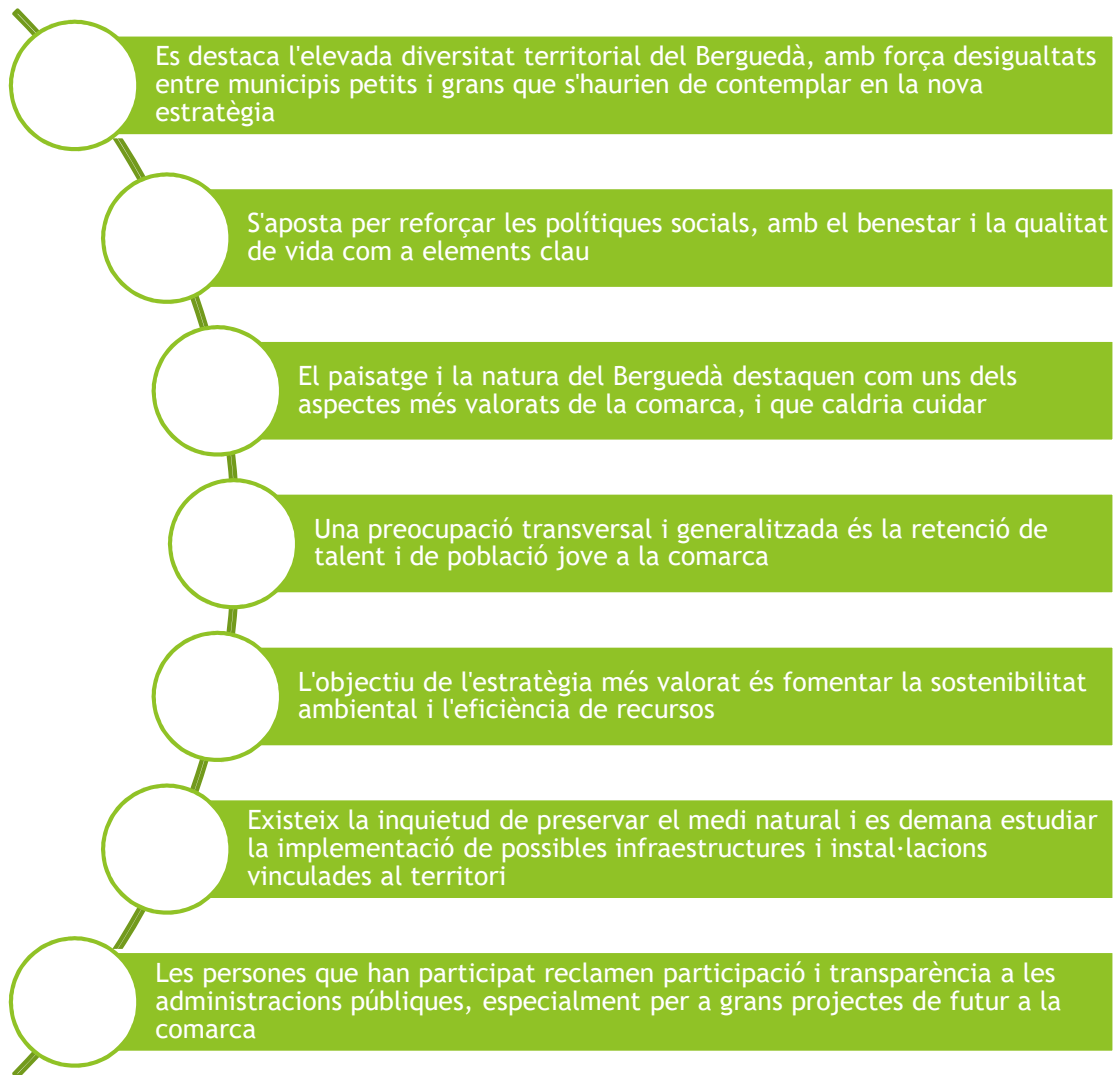 Es destaca l'elevada diversitat territorial del Berguedà, amb força desigualtats
entre municipis petits i grans que s'haurien de contemplar en la nova
estratègia
S'aposta per reforçar les polítiques socials, amb el benestar i la qualitat
de vida com a elements clau
El paisatge i la natura del Berguedà destaquen com uns dels
aspectes més valorats de la comarca, i que caldria cuidar
Una preocupació transversal i generalitzada és la retenció de
talent i de població jove a la comarca
L'objectiu de l'estratègia més valorat és fomentar la sostenibilitat
ambiental i l'eficiència de recursos
Existeix la inquietud de preservar el medi natural i es demana estudiar
la implementació de possibles infraestructures i instal·lacions
vinculades al territori
Les persones que han participat reclamen participació i transparència a les
administracions públiques, especialment per a grans projectes de futur a la
comarca